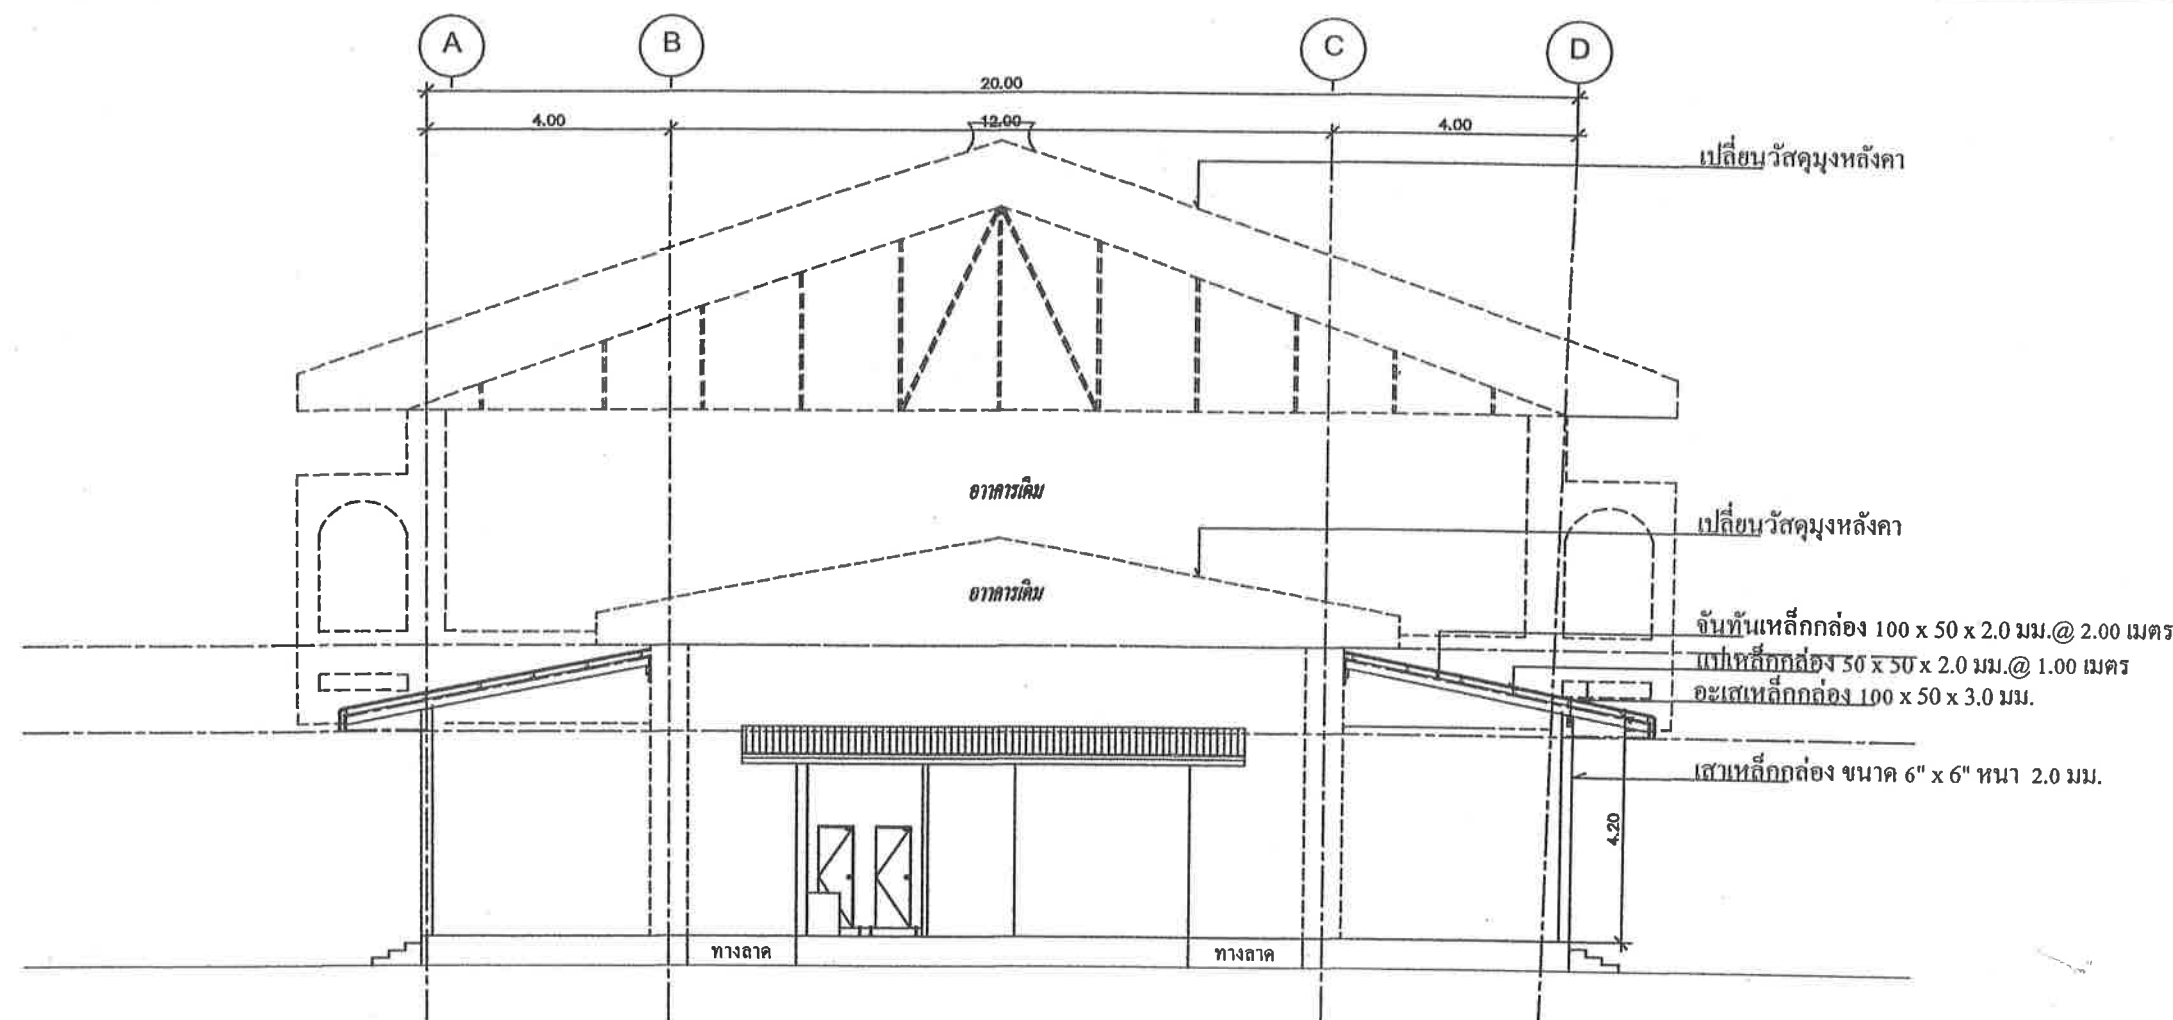 A
B
C
D
20.00
4.00
12.00
4.00
เปลี่ยนวัสดุมุงหลังคา
อาคารเดิม
เปลี่ยนวัสดุมุงหลังคา
อาคารเดิม
จันทันเหล็กกล่อง 100 x 50 x 2.0 มม.@ 2.00 เมตร
แปเหล็กกล่อง 50 x 50 x 2.0 มม.@ 1.00 เมตร
อะเสเหล็กกล่อง 100 x 50 x 3.0 มม.
เสาเหล็กกล่อง ขนาด 6" x 6" หนา 2.0 มม.
4.20
ทางลาด
ทางลาด